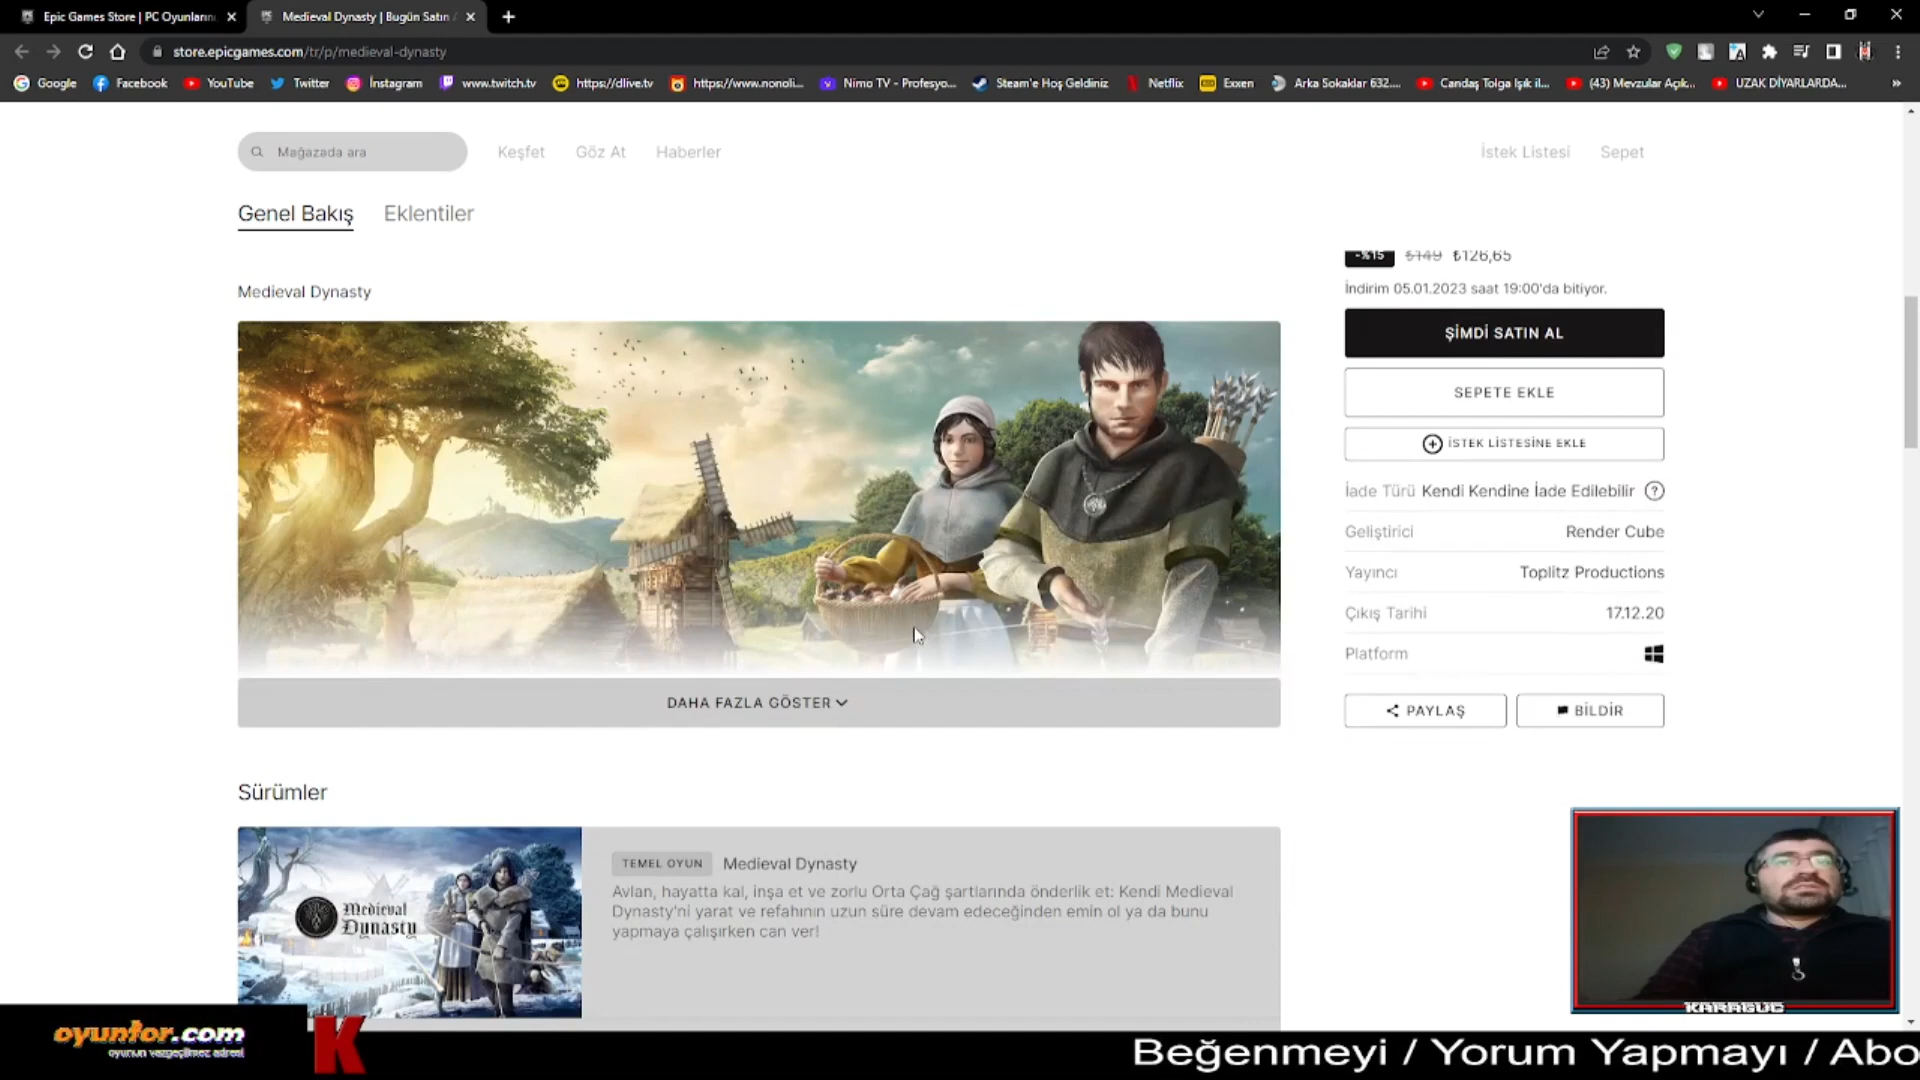 Epic Games Store | PC Oyunların
Medieval Dynasty | Bugün Satın
store.epicgames.com/tr/p/medieval-dynasty
Google
Facebook
YouTube
Twitter
İnstagram
www.twitch.tv
https://dlive.tv
https://www.nonoli...
Nimo TV - Profesyo...
Steam'e Hoş Geldiniz
Netflix
Exxen
Arka Sokaklar 632....
Candaş Tolga Işık il...
(43) Mevzular Açık...
UZAK DİYARLARDA...
Mağazada ara
Keşfet
Göz At
Haberler
İstek Listesi
Sepet
Genel Bakış
Eklentiler
-%15 ₺149 ₺126,65
İndirim 05.01.2023 saat 19:00'da bitiyor.
Medieval Dynasty
ŞİMDİ SATIN AL
SEPETE EKLE
İSTEK LİSTESİNE EKLE
İade Türü Kendi Kendine İade Edilebilir
Geliştirici Render Cube
Yayıncı Toplitz Productions
Çıkış Tarihi 17.12.20
Platform
DAHA FAZLA GÖSTER
PAYLAŞ
BİLDİR
Sürümler
Medieval
Dynasty
TEMEL OYUN Medieval Dynasty
Avlan, hayatta kal, inşa et ve zorlu Orta Çağ şartlarında önderlik et: Kendi Medieval
Dynasty'ni yarat ve refahının uzun süre devam edeceğinden emin ol ya da bunu
yapmaya çalışırken can ver!
KARAGUC
oyunfor.com
oyunun vazgeçilmez adresi
K
Beğenmeyi / Yorum Yapmayı / Abo